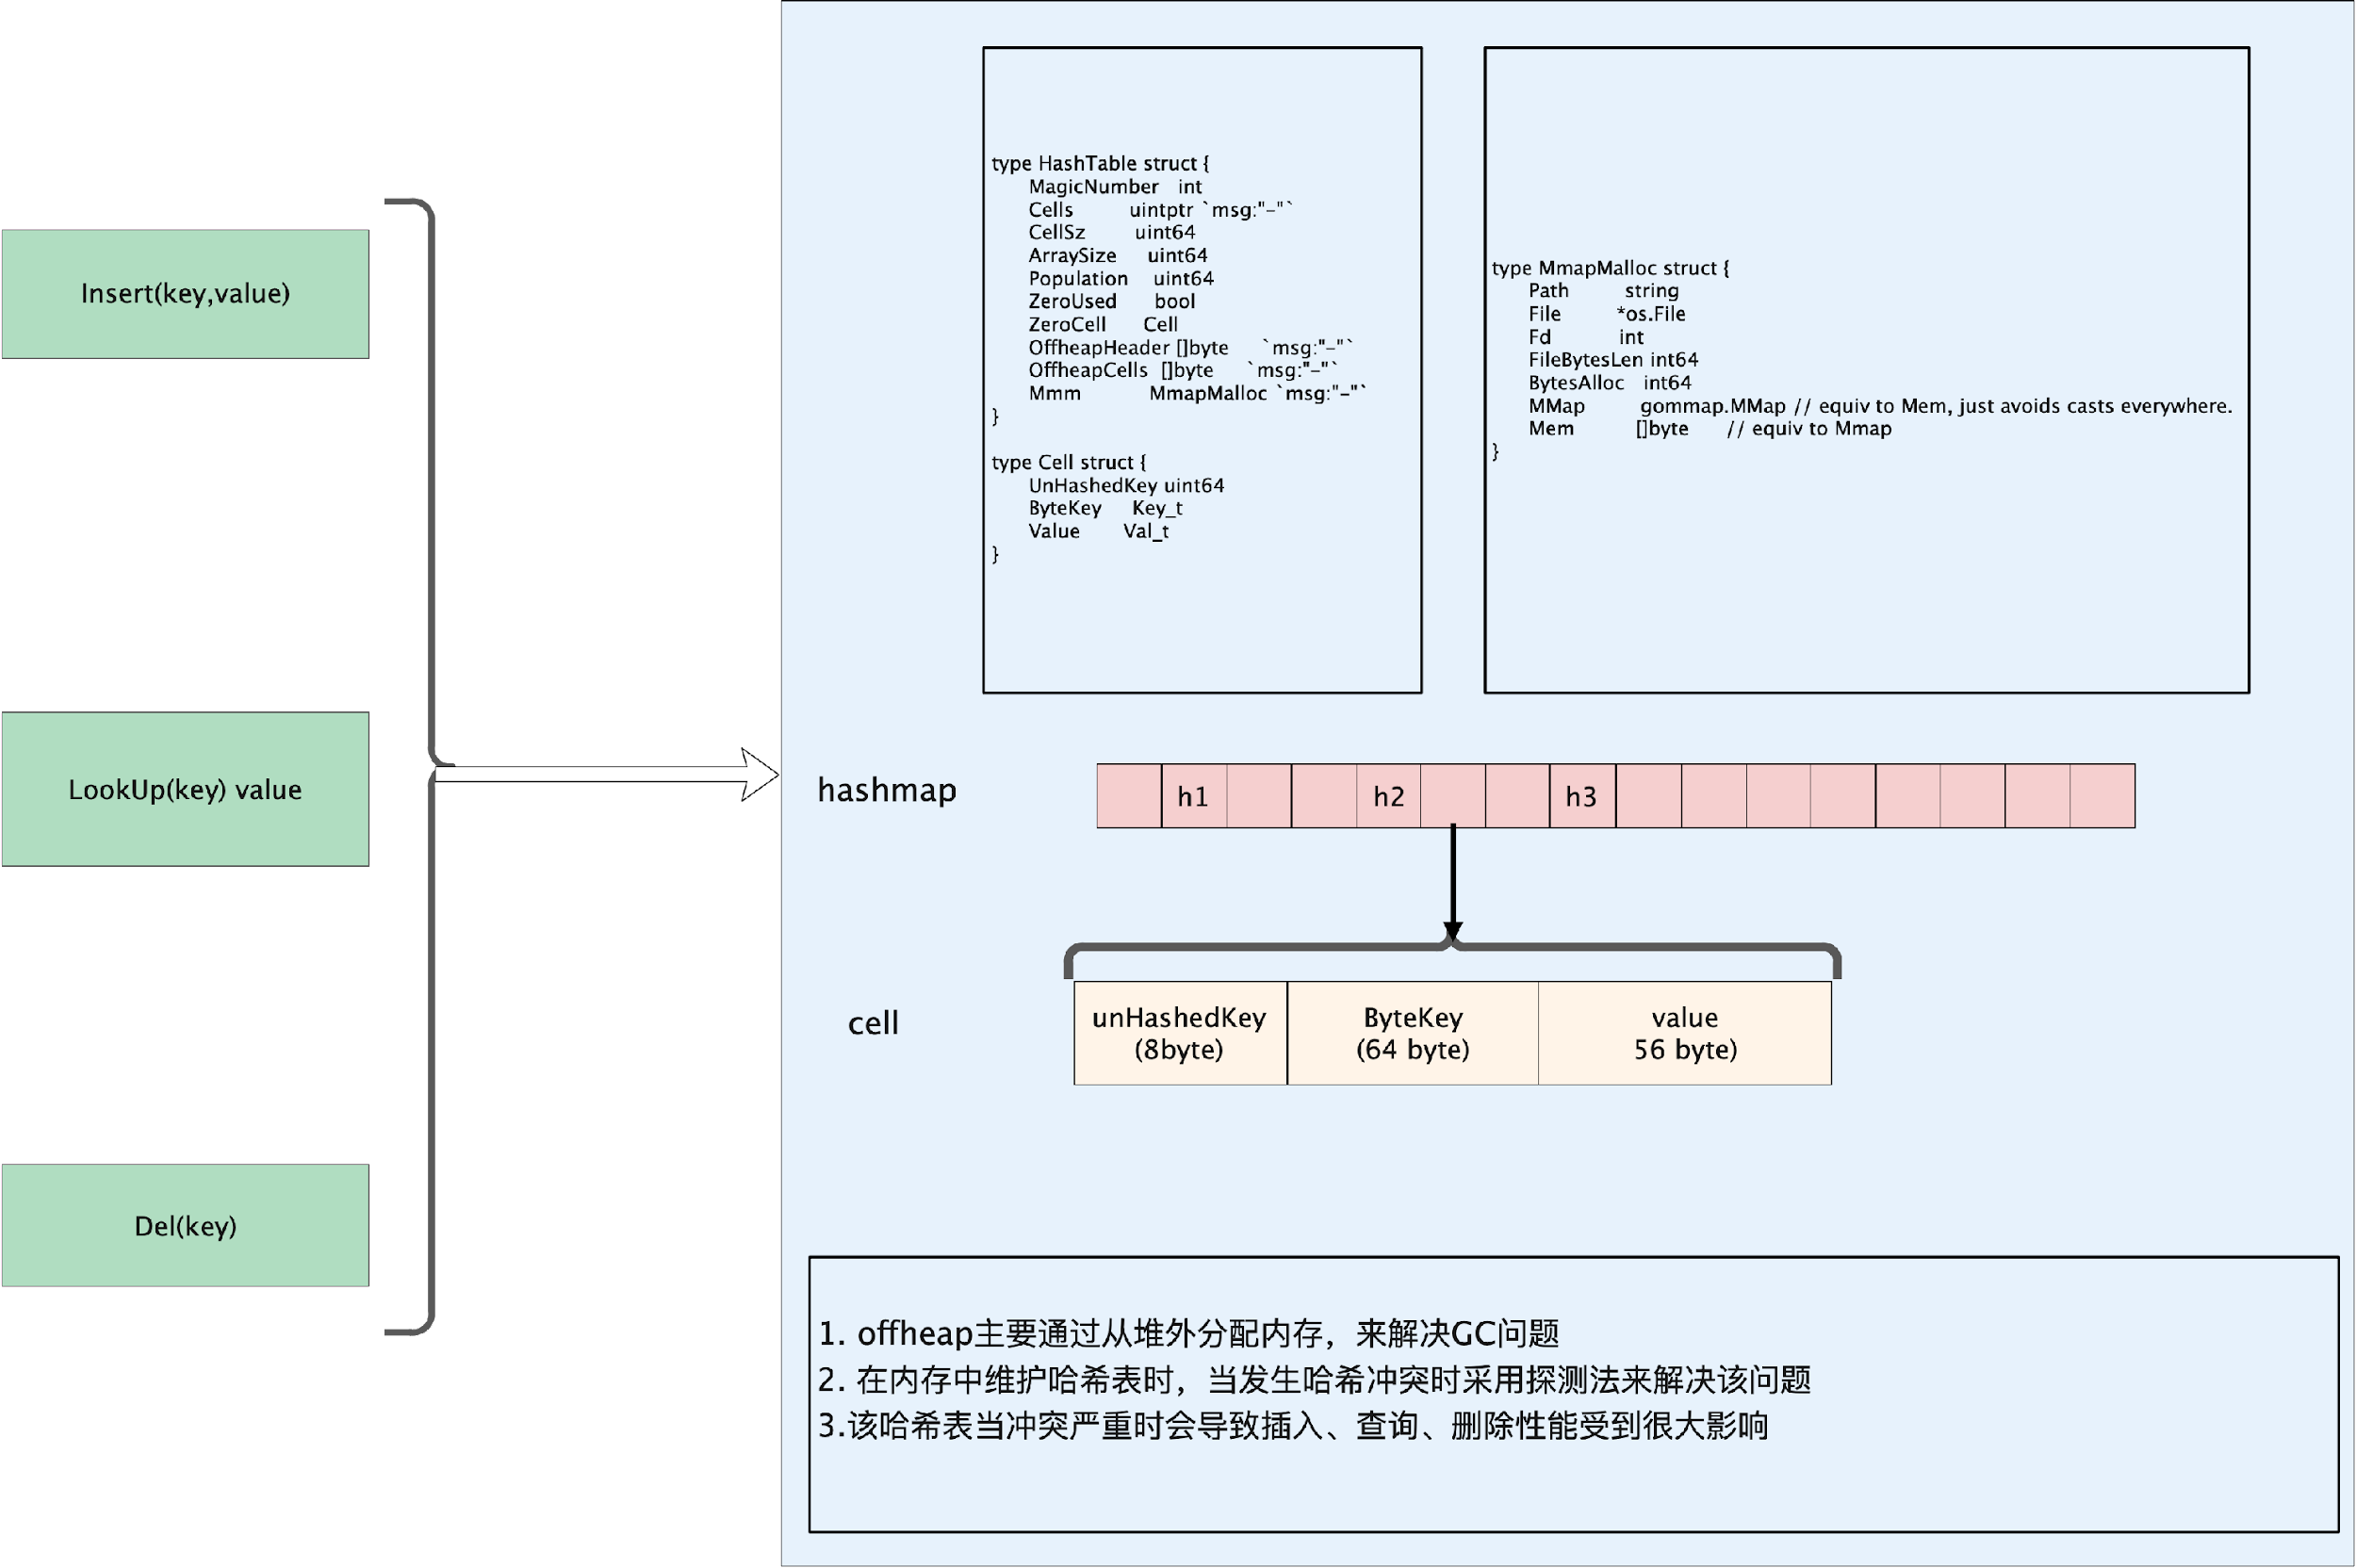 Insert(key,value)
LookUp(key) value
Del(key)
type HashTable struct {
MagicNumber int
Cells uintptr `msg:"-"`
CellSz uint64
ArraySize uint64
Population uint64
ZeroUsed bool
ZeroCell Cell
OffheapHeader []byte `msg:"-"`
OffheapCells []byte `msg:"-"`
Mmm MmapMalloc `msg:"-"`
}
type Cell struct {
UnHashedKey uint64
ByteKey Key_t
Value Val_t
}
type MmapMalloc struct {
Path string
File *os.File
Fd int
FileBytesLen int64
BytesAlloc int64
MMap gommap.MMap // equiv to Mem, just avoids casts everywhere.
Mem []byte // equiv to Mmap
}
hashmap
h1
h2
h3
cell
unHashedKey
(8byte)
ByteKey
(64 byte)
value
56 byte)
1. offheap主要通过从堆外分配内存，来解决GC问题
2. 在内存中维护哈希表时，当发生哈希冲突时采用探测法来解决该问题
3.该哈希表当冲突严重时会导致插入、查询、删除性能受到很大影响